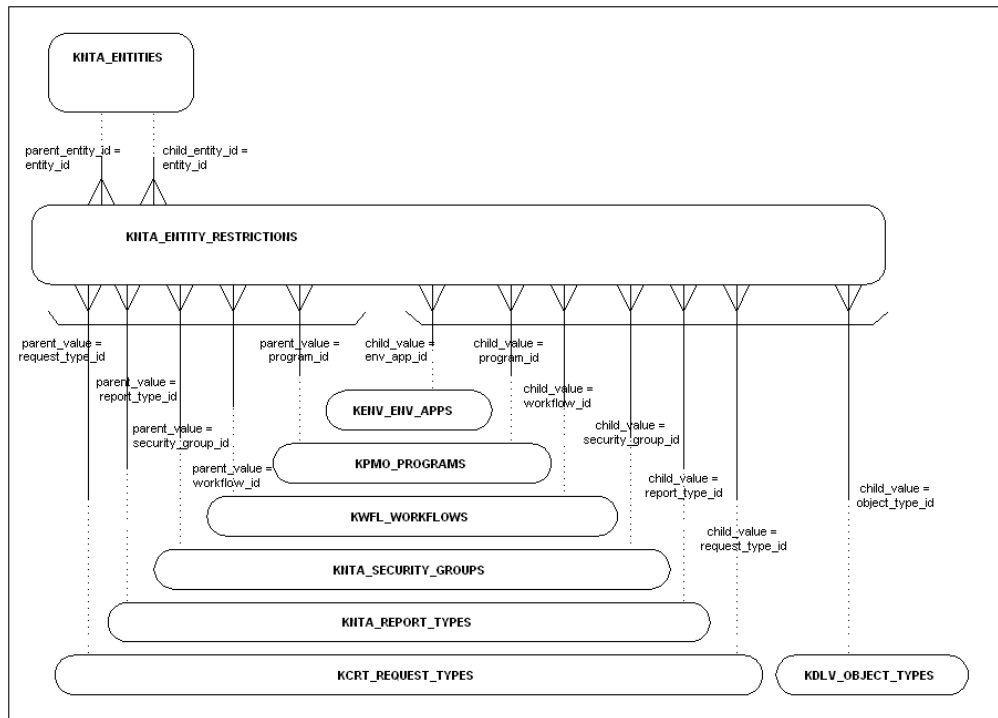 KNTA_ENTITIES
parent_entity_id =
entity_id
child_entity_id =
entity_id
KNTA_ENTITY_RESTRICTIONS
parent_value =
request_type_id
parent_value =
report_type_id
parent_value =
security_group_id
parent_value =
workflow_id
parent_value =
program_id
child_value =
env_app_id
child_value =
program_id
child_value =
workflow_id
child_value =
security_group_id
child_value =
report_type_id
child_value =
request_type_id
child_value =
object_type_id
KENV_ENV_APPS
KPMO_PROGRAMS
KWFL_WORKFLOWS
KNTA_SECURITY_GROUPS
KNTA_REPORT_TYPES
KCRT_REQUEST_TYPES
KDLV_OBJECT_TYPES